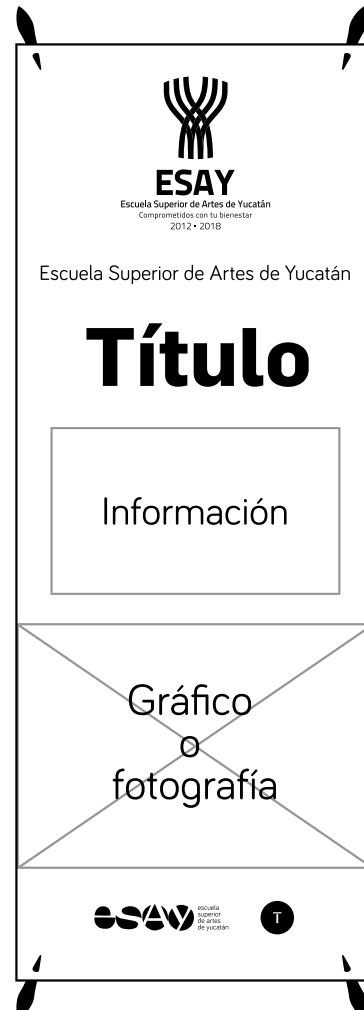 ESAY
Escuela Superior de Artes de Yucatán
Comprometidos con tu bienestar
2012 • 2018
Escuela Superior de Artes de Yucatán
Título
Información
Gráfico
o
fotografía
esay
escuela
superior
de artes
de yucatán
T